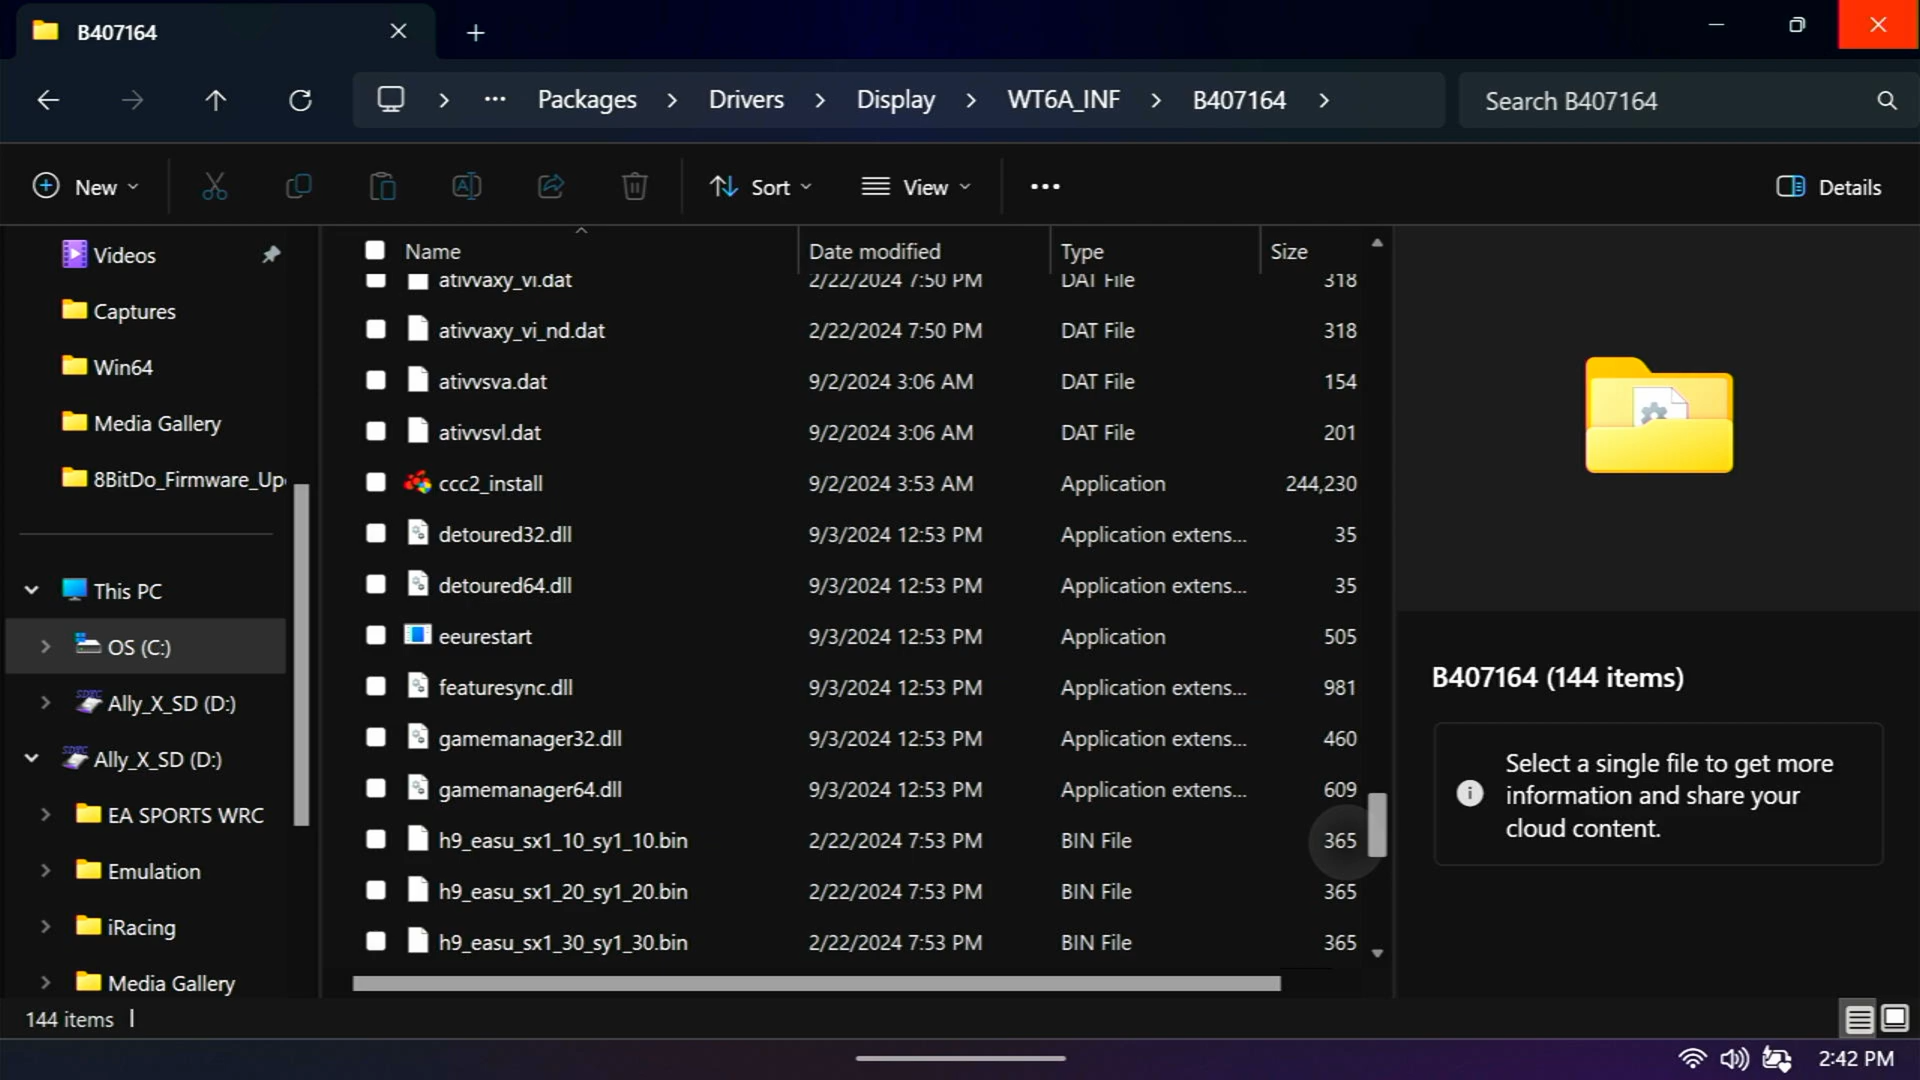 B407164
Packages > Drivers > Display > WT6A_INF > B407164 >
Search B407164
New
Sort
View
Details
Videos
Captures
Win64
Media Gallery
8BitDo_Firmware_Up
This PC
OS (C:)
Ally_X_SD (D:)
Ally_X_SD (D:)
EA SPORTS WRC
Emulation
iRacing
Media Gallery
Name Date modified Type Size
ativvaxy_vi.dat 2/22/2024 7:50 PM DAT File 318
ativvaxy_vi_nd.dat 2/22/2024 7:50 PM DAT File 318
ativvsva.dat 9/2/2024 3:06 AM DAT File 154
ativvsvl.dat 9/2/2024 3:06 AM DAT File 201
ccc2_install 9/2/2024 3:53 AM Application 244,230
detoured32.dll 9/3/2024 12:53 PM Application extens... 35
detoured64.dll 9/3/2024 12:53 PM Application extens... 35
eeurestart 9/3/2024 12:53 PM Application 505
featuresync.dll 9/3/2024 12:53 PM Application extens... 981
gamemanager32.dll 9/3/2024 12:53 PM Application extens... 460
gamemanager64.dll 9/3/2024 12:53 PM Application extens... 609
h9_easu_sx1_10_sy1_10.bin 2/22/2024 7:53 PM BIN File 365
h9_easu_sx1_20_sy1_20.bin 2/22/2024 7:53 PM BIN File 365
h9_easu_sx1_30_sy1_30.bin 2/22/2024 7:53 PM BIN File 365
B407164 (144 items)
Select a single file to get more
information and share your
cloud content.
144 items
2:42 PM